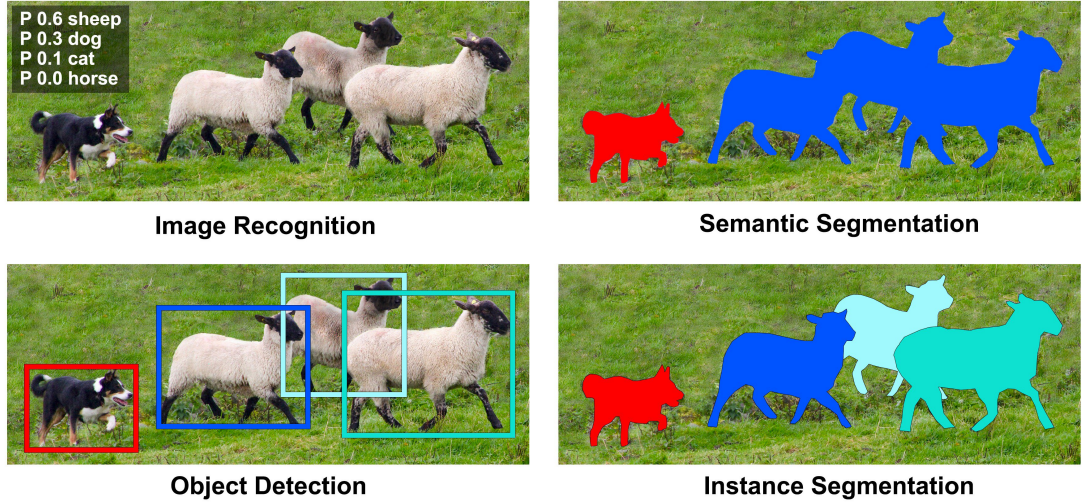 P 0.6 sheep
P 0.3 dog
P 0.1 cat
P 0.0 horse
Image Recognition
Semantic Segmentation
Object Detection
Instance Segmentation